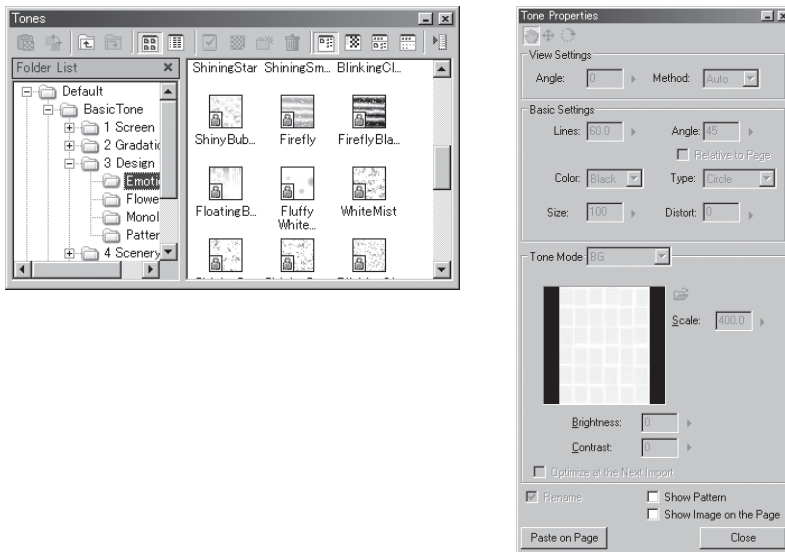 Tones
Folder List
Default
BasicTone
1 Screen
2 Gradatic
3 Design
Emoti
Flowe
Monol
Patter
4 Scenery
ShiningStar ShiningSm... BlinkingCl...
ShinyBub... Firefly FireflyBla...
FloatingB... Fluffy White... WhiteMist
Tone Properties
View Settings
Angle: 0 Method: Auto
Basic Settings
Lines: 60.0 Angle: 45
Relative to Page
Color: Black Type: Circle
Size: 100 Distort: 0
Tone Mode BG
Scale: 400.0
Brightness: 0
Contrast: 0
Optimize at the Next Import
Rename Show Pattern
Show Image on the Page
Paste on Page Close